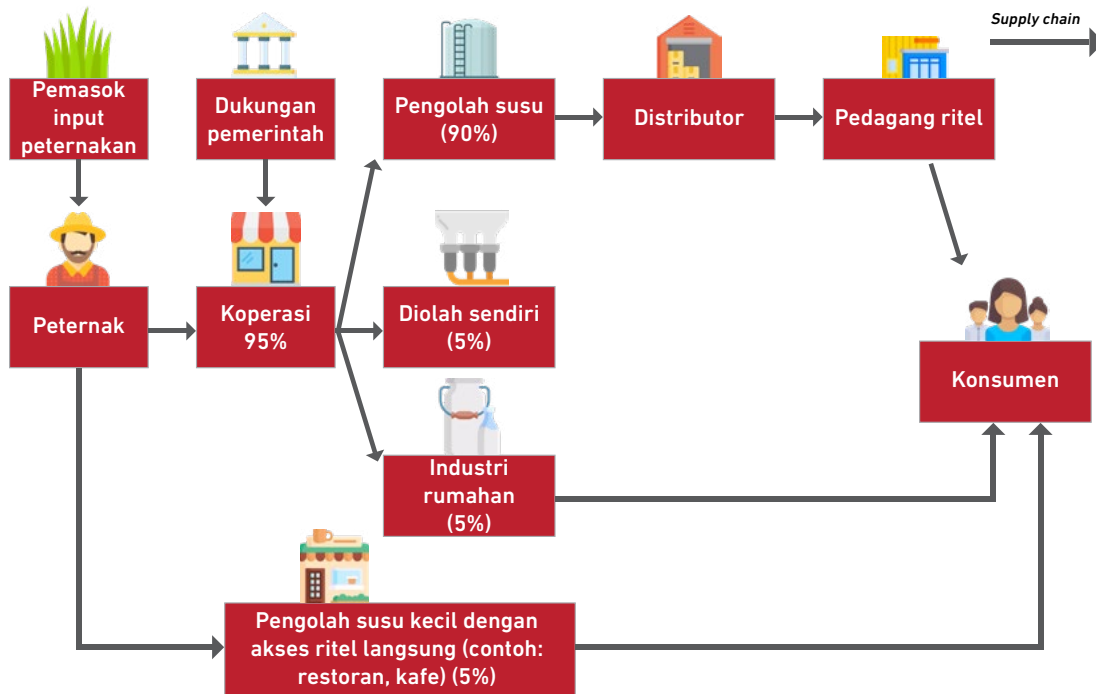 Supply chain
Pemasok
input
peternakan
Dukungan
pemerintah
Pengolah susu
(90%)
Distributor
Pedagang ritel
Peternak
Koperasi
95%
Diolah sendiri
(5%)
Konsumen
Industri
rumahan
(5%)
Pengolah susu kecil dengan
akses ritel langsung (contoh:
restoran, kafe) (5%)